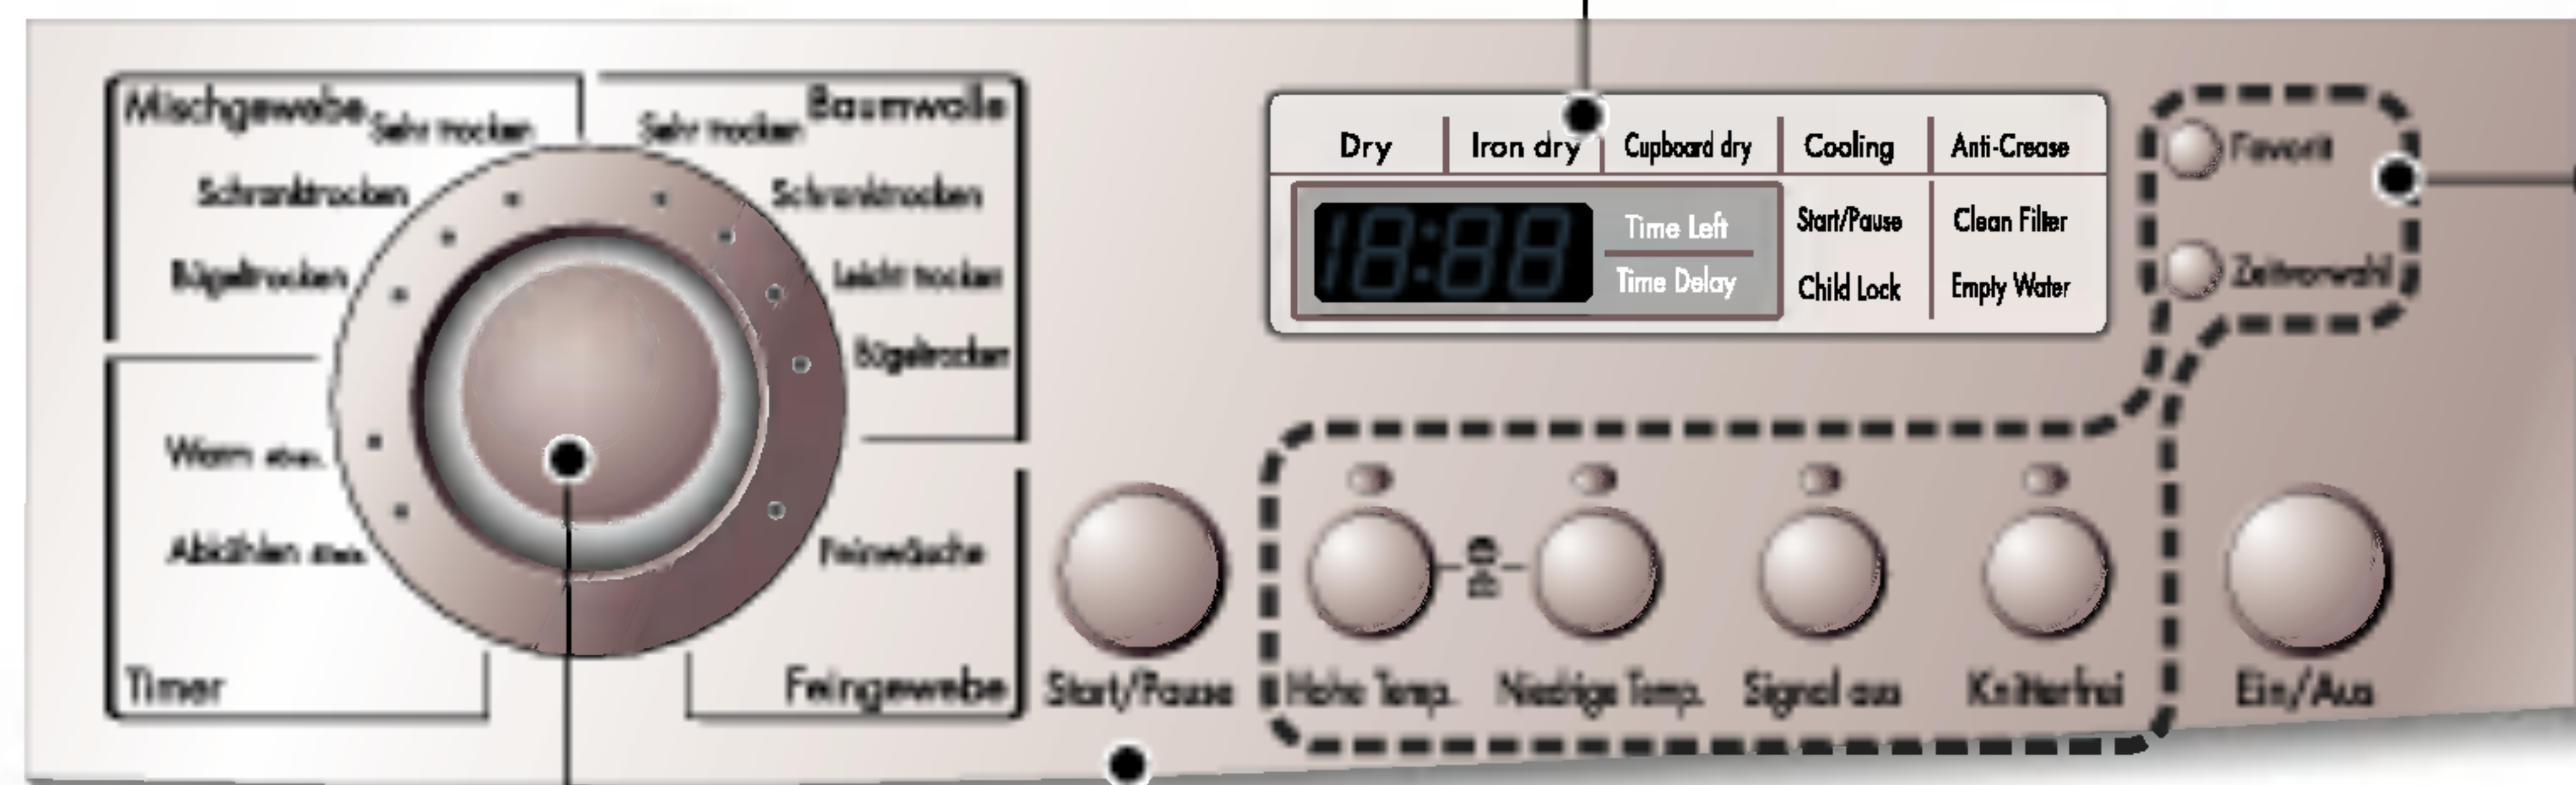 Mischgewebe
Sehr trocken
Schranktrocken
Bügeltrocken
Baumwolle
Sehr trocken
Schranktrocken
Leicht trocken
Bügeltrocken
Warm
Abkühlen
Timer
Feinwäsche
Feingewebe
Start/Pause
Dry
Iron dry
Cupboard dry
Cooling
Anti-Crease
18:88
Time Left
Time Delay
Start/Pause
Child Lock
Clean Filter
Empty Water
Favorit
Zeitvorwahl
Hohe Temp.
Niedrige Temp.
Signal aus
Knitterfrei
Ein/Aus